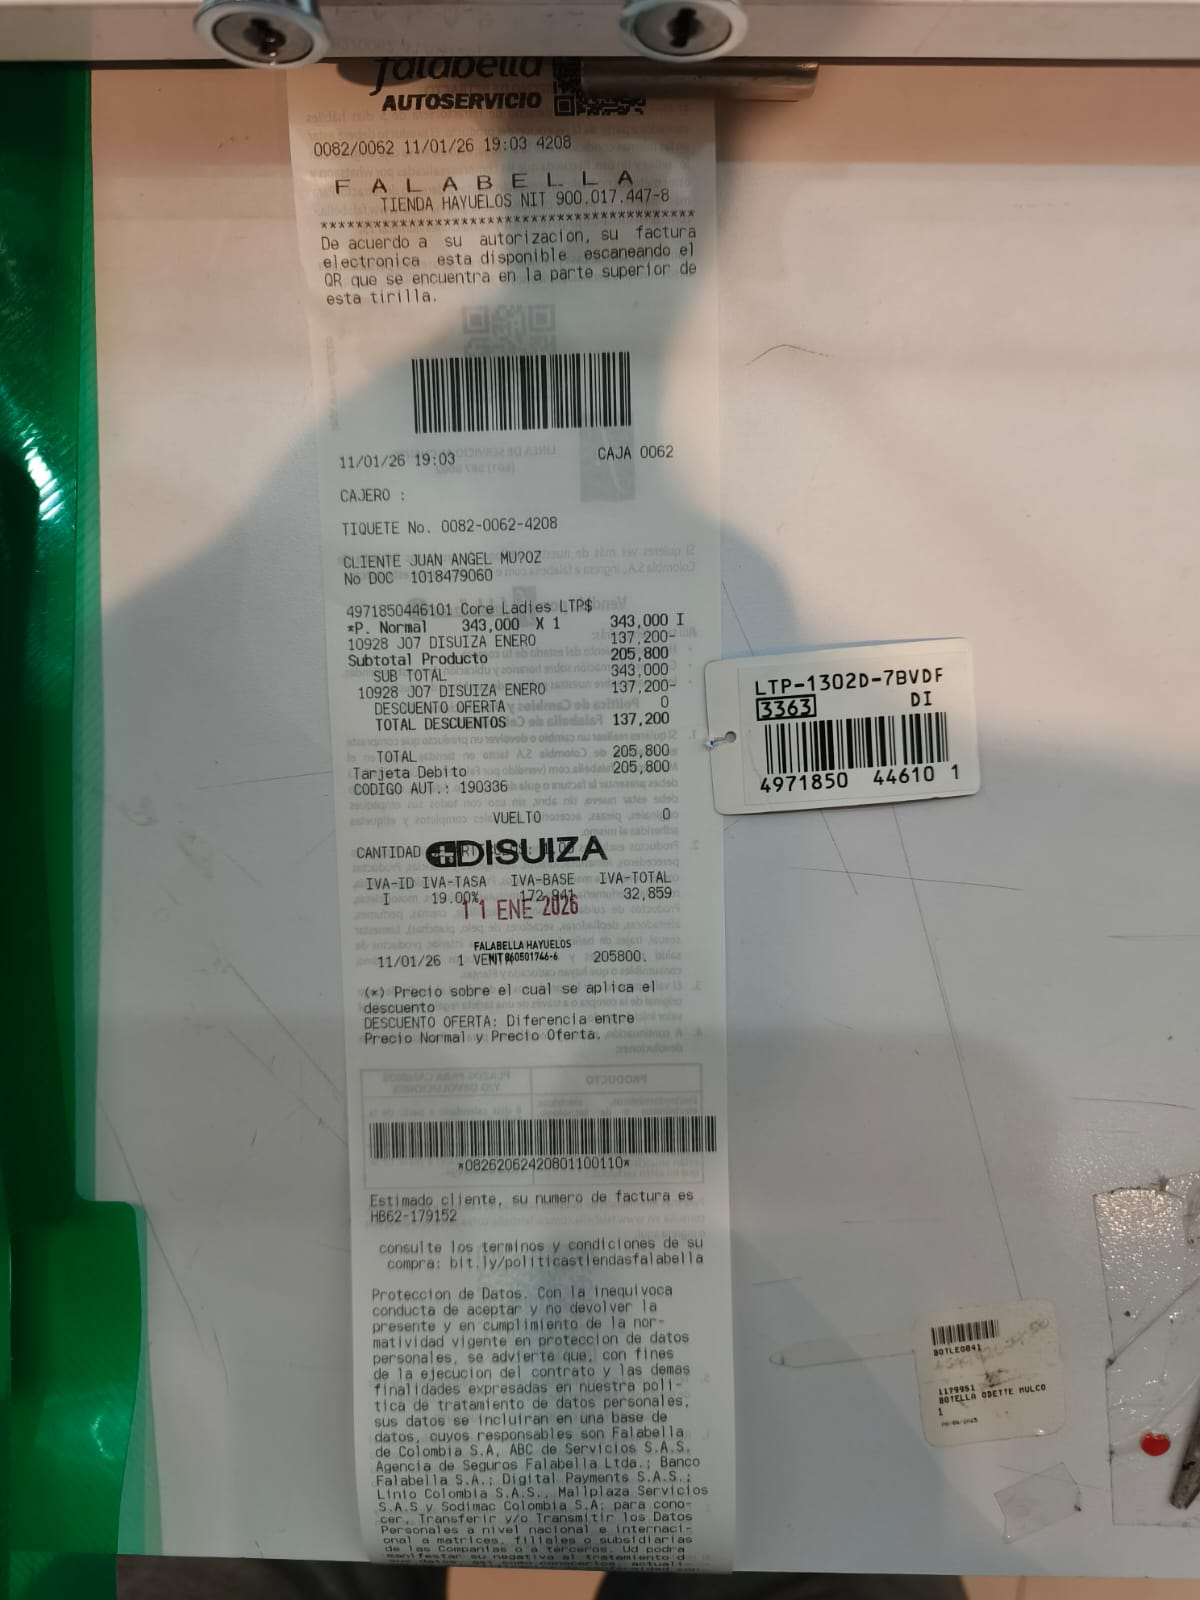 falabella
AUTOSERVICIO
0082/0062 11/01/26 19:03 4208
F A L A B E L L A
TIENDA HAYUELOS NIT 900.017.447-8
******************************************
De acuerdo a su autorizacion, su factura
electronica esta disponible escaneando el
QR que se encuentra en la parte superior de
esta tirilla.
11/01/26 19:03 CAJA 0062
CAJERO :
TIQUETE No. 0082-0062-4208
CLIENTE JUAN ANGEL MU?OZ
No DOC 1018479060
4971850446101 Core Ladies LTP$
*P. Normal 343,000 X 1 343,000 I
10928 J07 DISUIZA ENERO 137,200-
Subtotal Producto 205,800
SUB TOTAL 343,000
10928 J07 DISUIZA ENERO 137,200-
DESCUENTO OFERTA 0
TOTAL DESCUENTOS 137,200
TOTAL 205,800
Tarjeta Debito 205,800
CODIGO AUT.: 190336
VUELTO 0
CANTIDAD
DISUIZA
IVA-ID IVA-TASA IVA-BASE IVA-TOTAL
I 19.00% 172,941 32,859
11 ENE 2026
FALABELLA HAYUELOS
NIT 860501746-6
11/01/26 1 205800.
(*) Precio sobre el cual se aplica el
descuento
DESCUENTO OFERTA: Diferencia entre
Precio Normal y Precio Oferta.
*08262062420801100110*
Estimado cliente, su numero de factura es
HB62-179152
consulte los terminos y condiciones de su
compra: bit.ly/politicastiendasfalabella
Proteccion de Datos. Con la inequivoca
conducta de aceptar y no devolver la
presente y en cumplimiento de la nor-
matividad vigente en proteccion de datos
personales, se advierte que, con fines
de la ejecucion del contrato y las demas
finalidades expresadas en nuestra poli-
tica de tratamiento de datos personales,
sus datos se incluiran en una base de
datos, cuyos responsables son Falabella
de Colombia S.A, ABC de Servicios S.A.S,
Agencia de Seguros Falabella Ltda.; Banco
Falabella S.A.; Digital Payments S.A.S.;
Linio Colombia S.A.S., Mallplaza Servicios
S.A.S y Sodimac Colombia S.A; para cono-
cer, Transferir y/o Transmitir los Datos
Personales a nivel nacional e internaci-
onal a matrices, filiales o subsidiarias
de las Companias o a terceros. Ud podra
manifestar su negativa al tratamiento d
LTP-1302D-7BVDF
3363 DI
4971850 44610 1
BOTLE0841
1179951
BOTELLA ODETTE MULCO
1